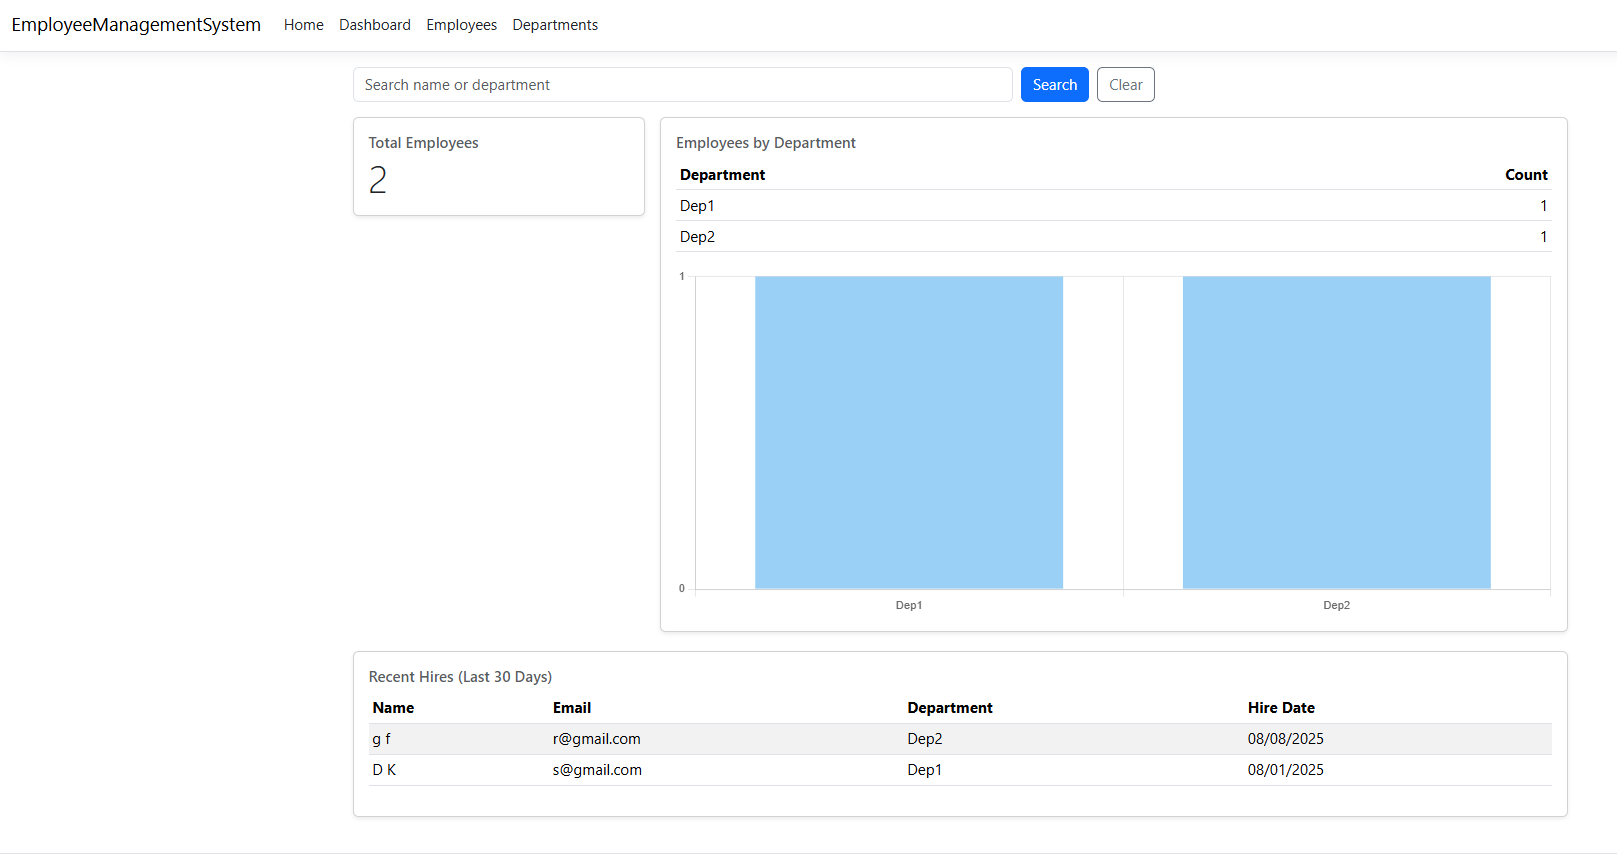 EmployeeManagementSystem Home Dashboard Employees Departments
Search name or department Search Clear
Total Employees
2
Employees by Department
Department Count
Dep1 1
Dep2 1
1
0
Dep1 Dep2
Recent Hires (Last 30 Days)
Name Email Department Hire Date
g f r@gmail.com Dep2 08/08/2025
D K s@gmail.com Dep1 08/01/2025